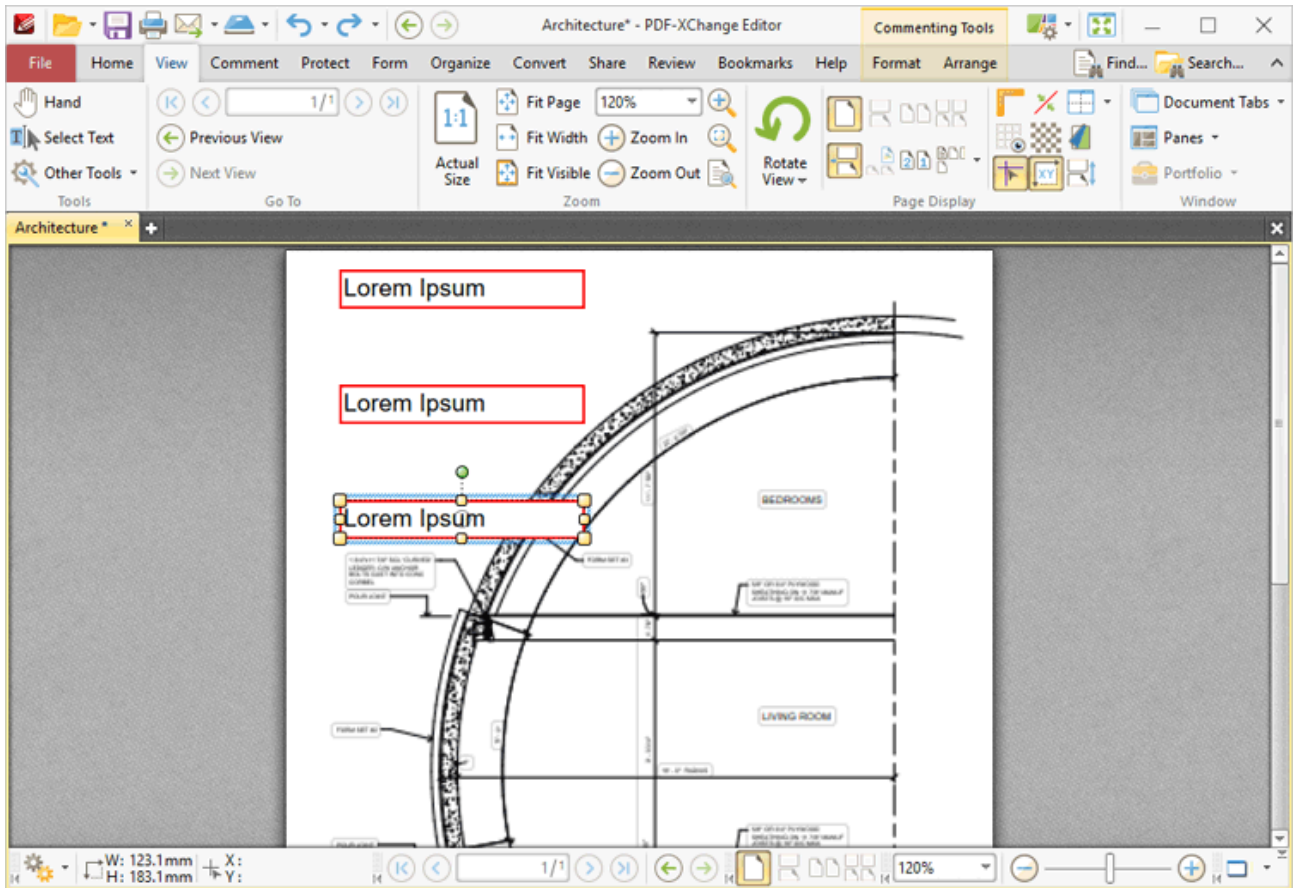 Architecture* - PDF-XChange Editor
Commenting Tools
File Home View Comment Protect Form Organize Convert Share Review Bookmarks Help Format Arrange Find... Search...
Hand
Select Text
Other Tools
Tools
1/1
Previous View
Next View
Go To
1:1
Actual
Size
Fit Page
Fit Width
Fit Visible
120%
Zoom In
Zoom Out
Zoom
Rotate
View
Page Display
XY
Document Tabs
Panes
Portfolio
Window
Architecture *
Lorem Ipsum
Lorem Ipsum
Lorem Ipsum
BEDROOMS
LIVING ROOM
W: 123.1mm
H: 183.1mm
X:
Y:
1/1
120%